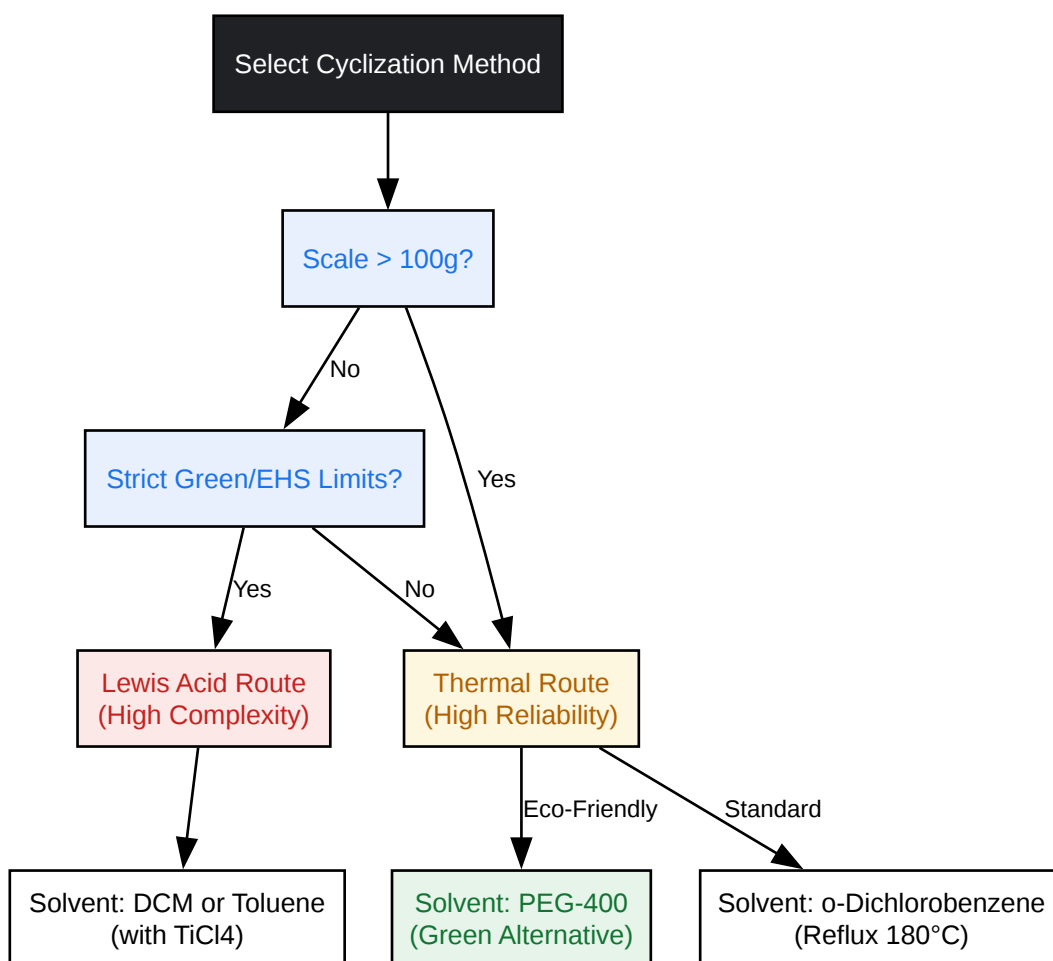 Select Cyclization Method
Scale > 100g?
No
Strict Green/EHS Limits?
Yes
Yes
No
Lewis Acid Route
(High Complexity)
Thermal Route
(High Reliability)
Eco-Friendly
Standard
Solvent: DCM or Toluene
(with TiCl4)
Solvent: PEG-400
(Green Alternative)
Solvent: o-Dichlorobenzene
(Reflux 180°C)